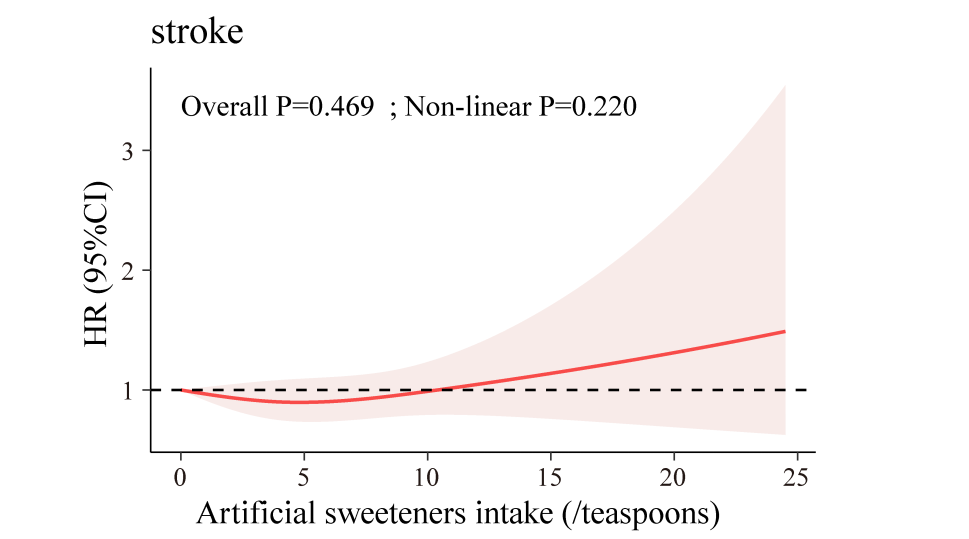 stroke
Overall P=0.469 ; Non-linear P=0.220
HR (95%CI)
3
2
1
0 5 10 15 20 25
Artificial sweeteners intake (/teaspoons)